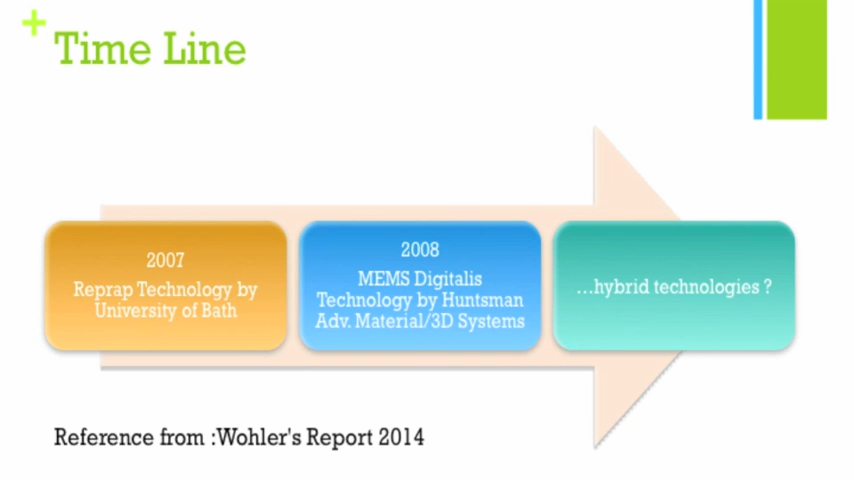 +
Time Line
2007
Reprap Technology by
University of Bath
2008
MEMS Digitalis
Technology by Huntsman
Adv. Material/3D Systems
...hybrid technologies ?
Reference from :Wohler's Report 2014